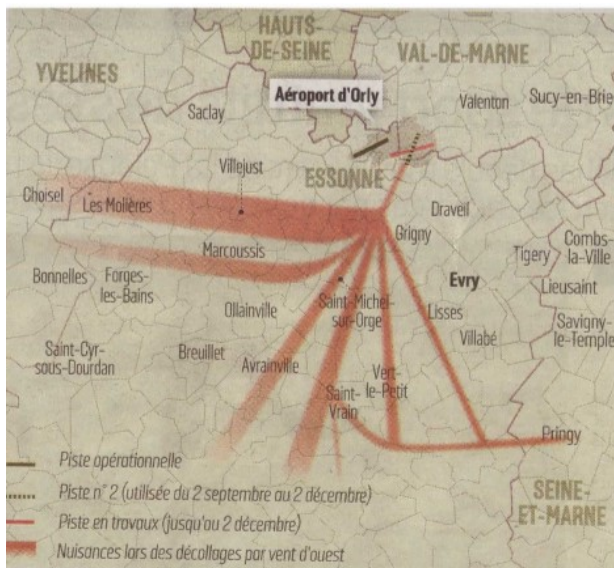 HAUTS-
DE-SEINE
VAL-DE-MARNE
YVELINES
Aéroport d'Orly
Valenton
Sucy-en-Brie
Saclay
Villejust
ESSONNE
Choisel
Les Molières
Draveil
Grigny
Marcoussis
Combs-
la-Ville
Tigery
Bonnelles
Forges-
les-Bains
Evry
Lieusaint
Ollainville
Saint-Michel-
sur-Orge
Lisses
Savigny-
le-Temple
Villabé
Saint-Cyr-
sous-Dourdan
Breuillet
Avrainville
Vert-
le-Petit
Saint-
Vrain
Pringy
Piste opérationnelle
Piste n° 2 (utilisée du 2 septembre au 2 décembre)
Piste en travaux (jusqu'au 2 décembre)
Nuisances lors des décollages par vent d'ouest
SEINE-
ET-MARNE